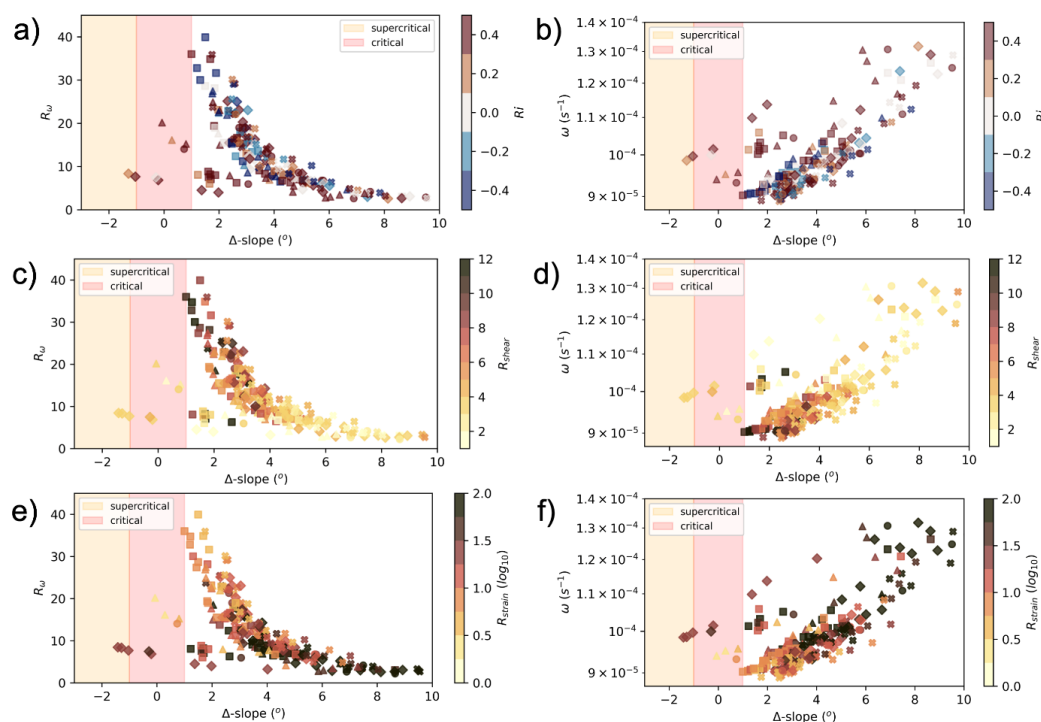 a)
40
30
20
10
0
R_ω
−2 0 2 4 6 8 10
Δ-slope (°)
supercritical
critical
0.4
0.2
0.0
−0.2
−0.4
Ri
b)
1.4 × 10⁻⁴
1.3 × 10⁻⁴
1.2 × 10⁻⁴
1.1 × 10⁻⁴
10⁻⁴
9 × 10⁻⁵
ω (s⁻¹)
−2 0 2 4 6 8 10
Δ-slope (°)
supercritical
critical
0.4
0.2
0.0
−0.2
−0.4
c)
40
30
20
10
0
R_ω
−2 0 2 4 6 8 10
Δ-slope (°)
supercritical
critical
12
10
8
6
4
2
R_shear
d)
1.4 × 10⁻⁴
1.3 × 10⁻⁴
1.2 × 10⁻⁴
1.1 × 10⁻⁴
10⁻⁴
9 × 10⁻⁵
ω (s⁻¹)
−2 0 2 4 6 8 10
Δ-slope (°)
supercritical
critical
12
10
8
6
4
2
R_shear
e)
40
30
20
10
0
R_ω
−2 0 2 4 6 8 10
Δ-slope (°)
supercritical
critical
2.0
1.5
1.0
0.5
0.0
R_strain (log₁₀)
f)
1.4 × 10⁻⁴
1.3 × 10⁻⁴
1.2 × 10⁻⁴
1.1 × 10⁻⁴
10⁻⁴
9 × 10⁻⁵
ω (s⁻¹)
−2 0 2 4 6 8 10
Δ-slope (°)
supercritical
critical
2.0
1.5
1.0
0.5
0.0
R_strain (log₁₀)